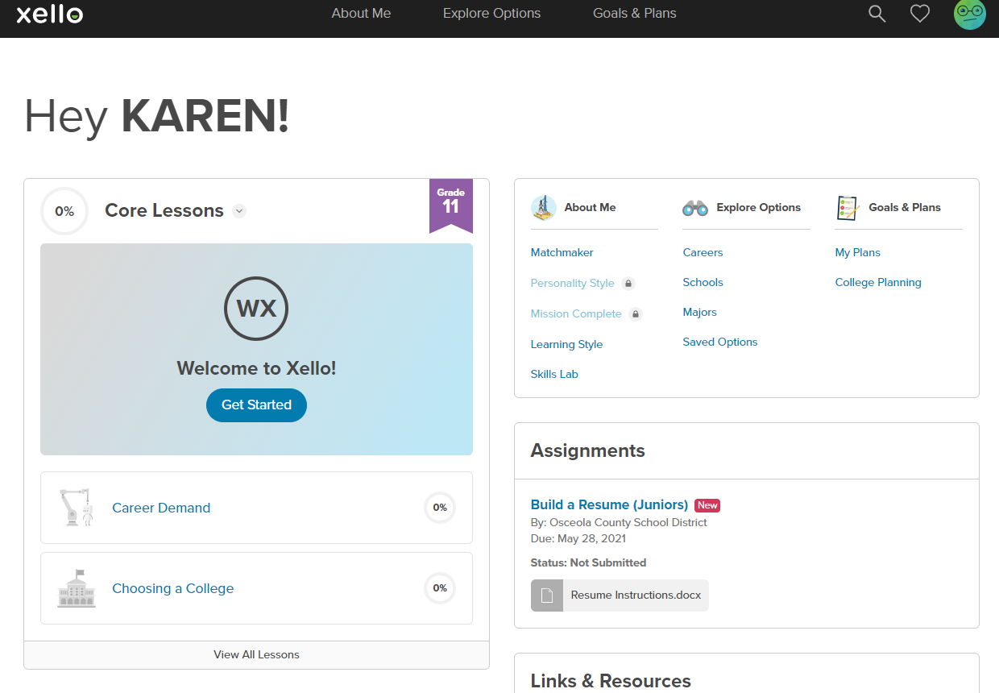 xello
About Me
Explore Options
Goals & Plans
Hey KAREN!
0%
Core Lessons
Grade
11
WX
Welcome to Xello!
Get Started
Career Demand
0%
Choosing a College
0%
View All Lessons
About Me
Matchmaker
Personality Style
Mission Complete
Learning Style
Skills Lab
Explore Options
Careers
Schools
Majors
Saved Options
Goals & Plans
My Plans
College Planning
Assignments
Build a Resume (Juniors) New
By: Osceola County School District
Due: May 28, 2021
Status: Not Submitted
Resume Instructions.docx
Links & Resources